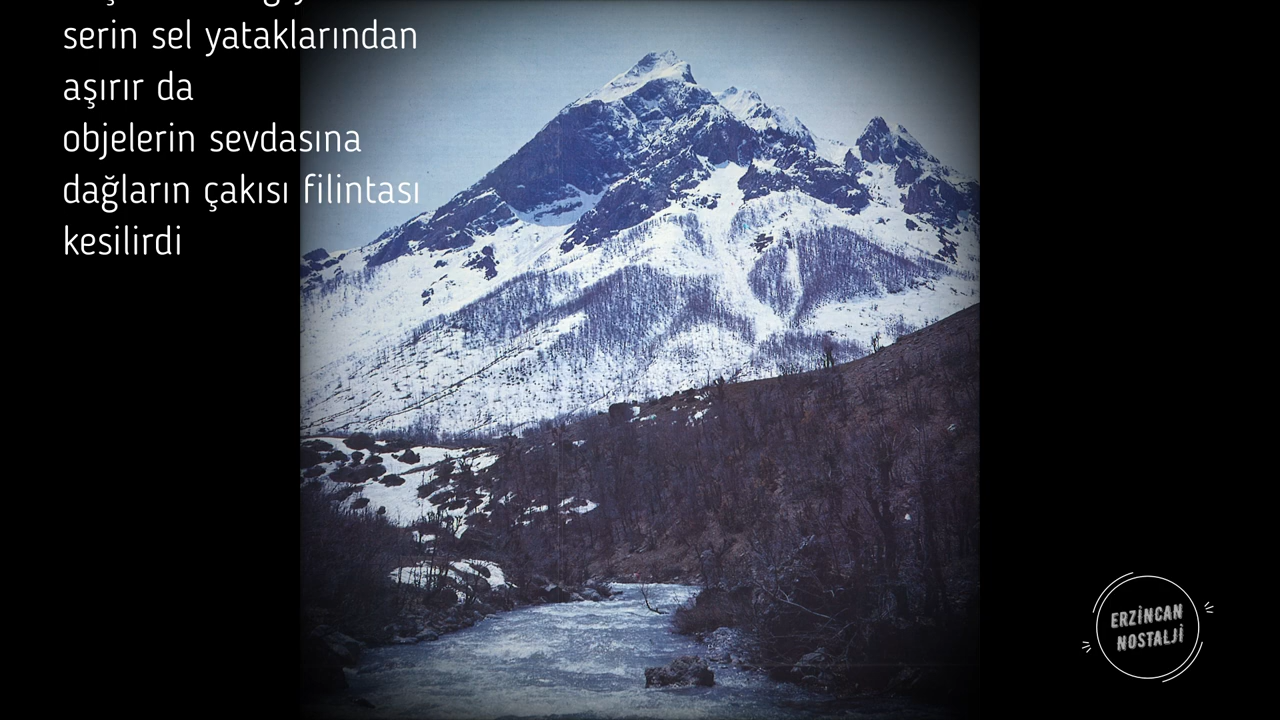 serin sel yataklarından
aşırır da
objelerin sevdasına
dağların çakısı filintası
kesilirdi
ERZİNCAN
NOSTALJİ